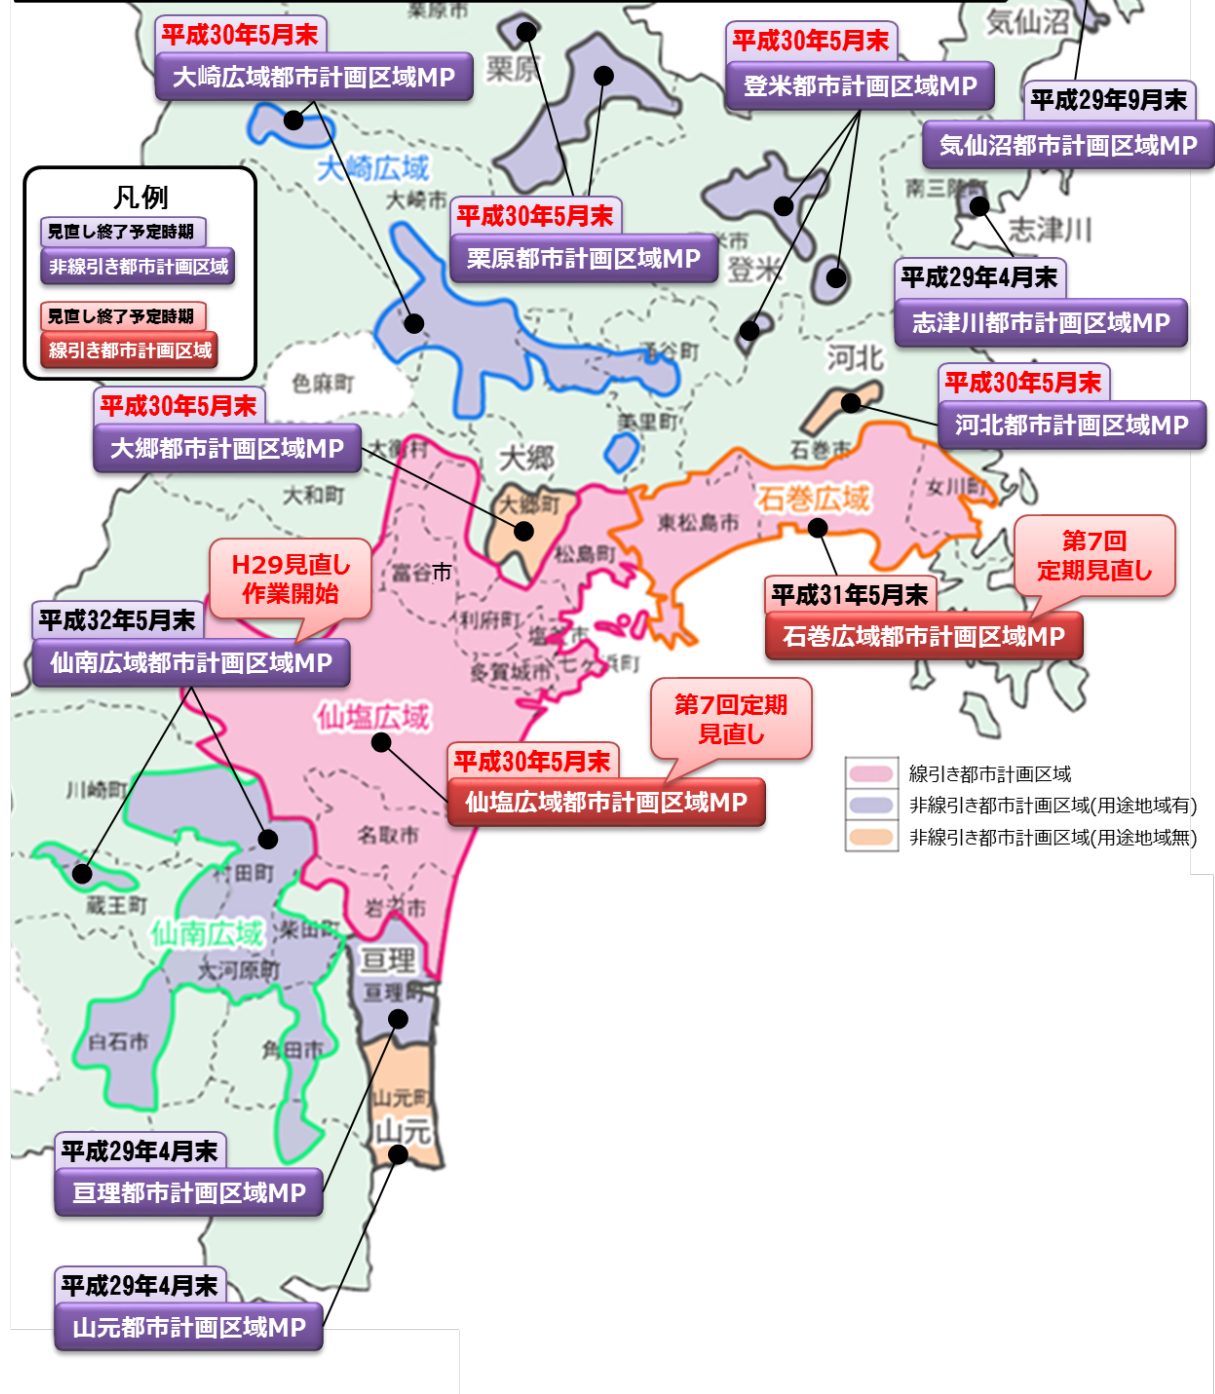 栗原市
気仙沼
平成30年5月末
大崎広域都市計画区域MP
栗原
平成30年5月末
登米都市計画区域MP
平成29年9月末
気仙沼都市計画区域MP
大崎広域
大崎市
南三陸町
志津川
凡例
見直し終了予定時期
非線引き都市計画区域
見直し終了予定時期
線引き都市計画区域
平成30年5月末
栗原都市計画区域MP
米市
登米
平成29年4月末
志津川都市計画区域MP
涌谷町
河北
色麻町
平成30年5月末
河北都市計画区域MP
平成30年5月末
大郷都市計画区域MP
美里町
大衡村
大郷
石巻市
大和町
大郷町
石巻広域
女川町
東松島市
松島町
富谷市
第7回
定期見直し
H29見直し
作業開始
平成31年5月末
石巻広域都市計画区域MP
利府町
塩竈市
平成32年5月末
仙南広域都市計画区域MP
多賀城市
七ヶ浜町
仙塩広域
第7回定期
見直し
平成30年5月末
仙塩広域都市計画区域MP
線引き都市計画区域
非線引き都市計画区域(用途地域有)
非線引き都市計画区域(用途地域無)
川崎町
名取市
村田町
蔵王町
岩沼市
仙南広域
柴田町
大河原町
亘理
亘理町
白石市
角田市
山元町
山元
平成29年4月末
亘理都市計画区域MP
平成29年4月末
山元都市計画区域MP